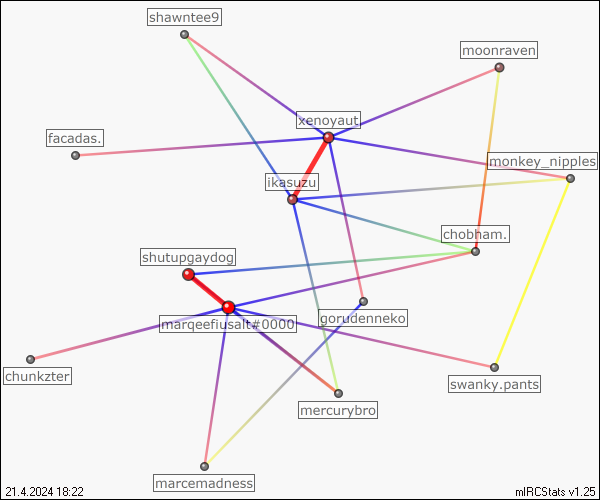 shawntee9
moonraven
xenoyaut
facadas.
monkey_nipples
ikasuzu
chobham.
shutupgaydog
gorudenneko
marqeefiusalt#0000
chunkzter
swanky.pants
mercurybro
marcemadness
21.4.2024 18:22
mIRCStats v1.25